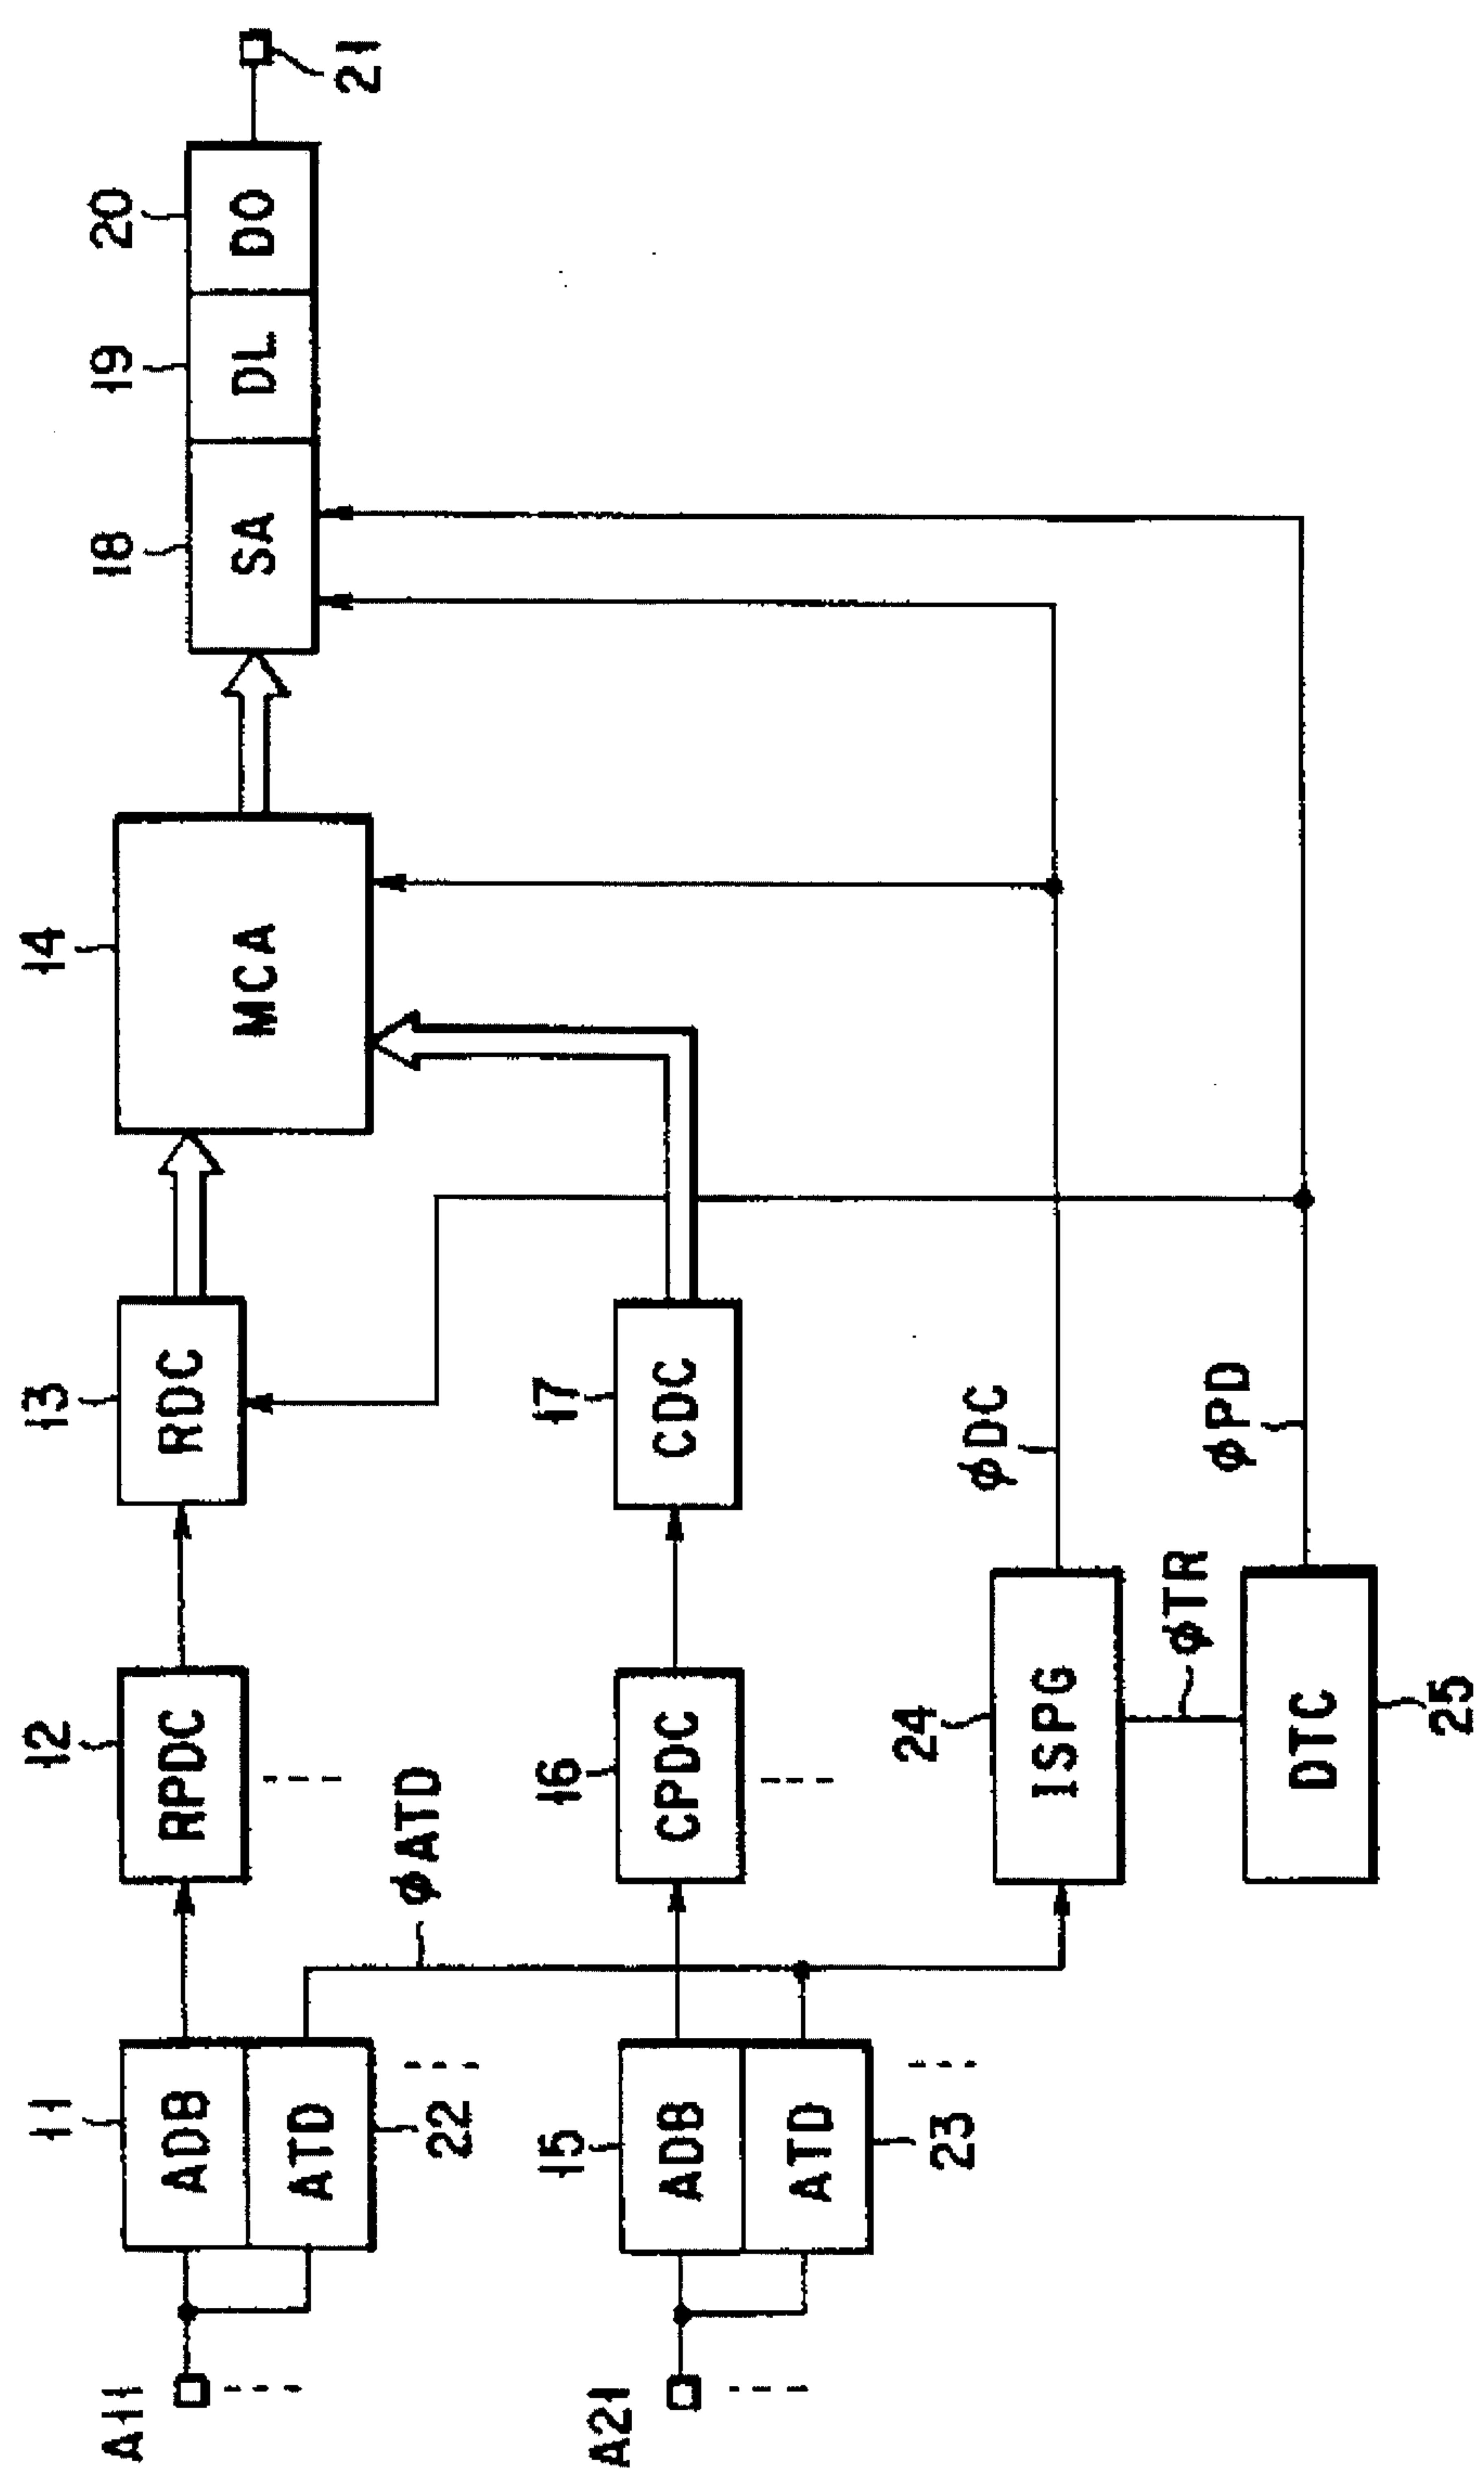 A11
11
ADB
ATD
22
12
RPDC
φATD
13
RDC
14
MCA
18
SA
19
DL
20
DO
21
A21
15
ADB
ATD
23
16
CPDC
17
CDC
24
ISPG
φDC
φTR
DTC
25
φPD